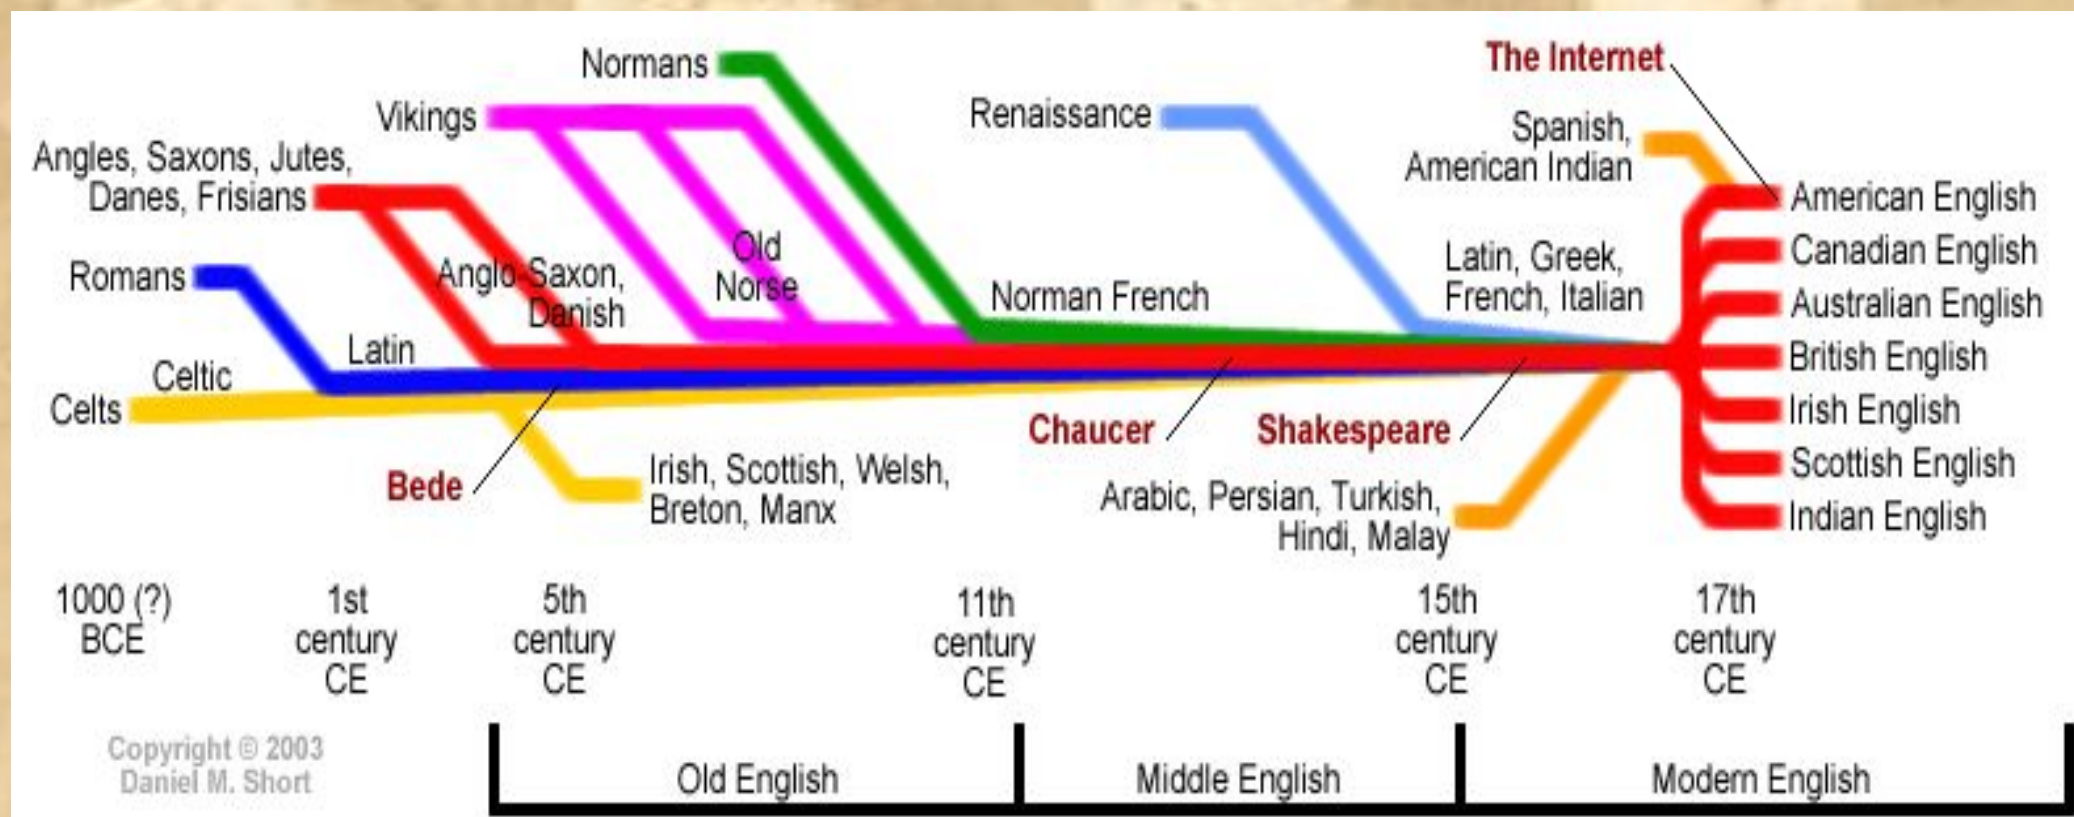 Normans
The Internet
Vikings
Renaissance
Spanish,
American Indian
Angles, Saxons, Jutes,
Danes, Frisians
American English
Canadian English
Old
Norse
Latin, Greek,
French, Italian
Anglo-Saxon,
Danish
Romans
Norman French
Australian English
Latin
British English
Celtic
Celts
Irish English
Chaucer
Shakespeare
Bede
Irish, Scottish, Welsh,
Breton, Manx
Scottish English
Arabic, Persian, Turkish,
Hindi, Malay
Indian English
1000 (?)
BCE
1st
century
CE
5th
century
CE
11th
century
CE
15th
century
CE
17th
century
CE
Copyright © 2003
Daniel M. Short
Old English
Middle English
Modern English